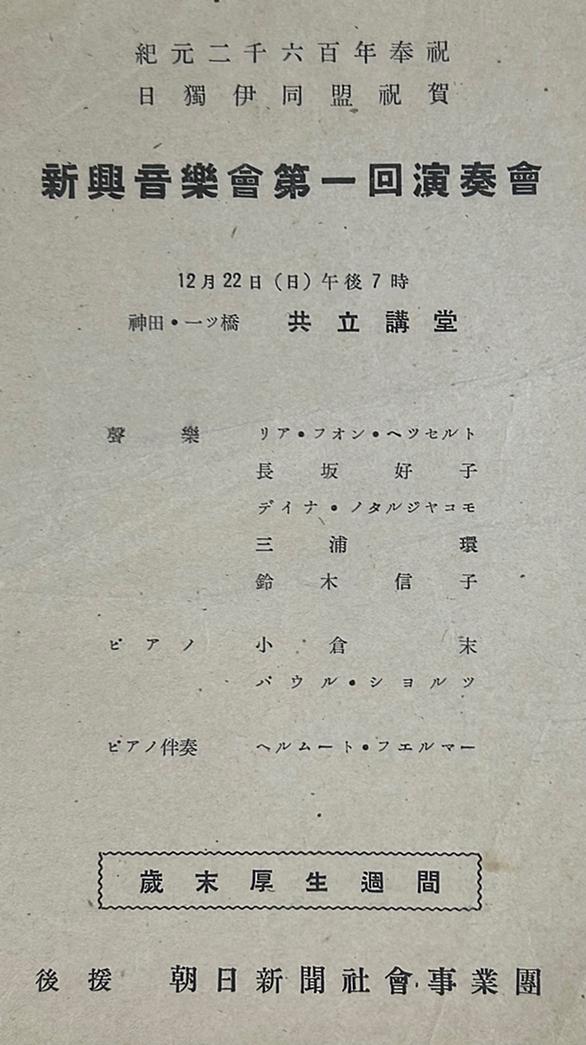 紀元二千六百年奉祝
日獨伊同盟祝賀
新興音樂會第一回演奏會
12月22日（日）午後7時
神田・一ツ橋 共立講堂
聲樂 リア・フオン・ヘツセルト
長坂好子
デイナ・ノタルジヤコモ
三浦環
鈴木信子
ピアノ 小倉末
パウル・シヨルツ
ピアノ伴奏 ヘルムート・フエルマー
歲末厚生週間
後援 朝日新聞社會事業團